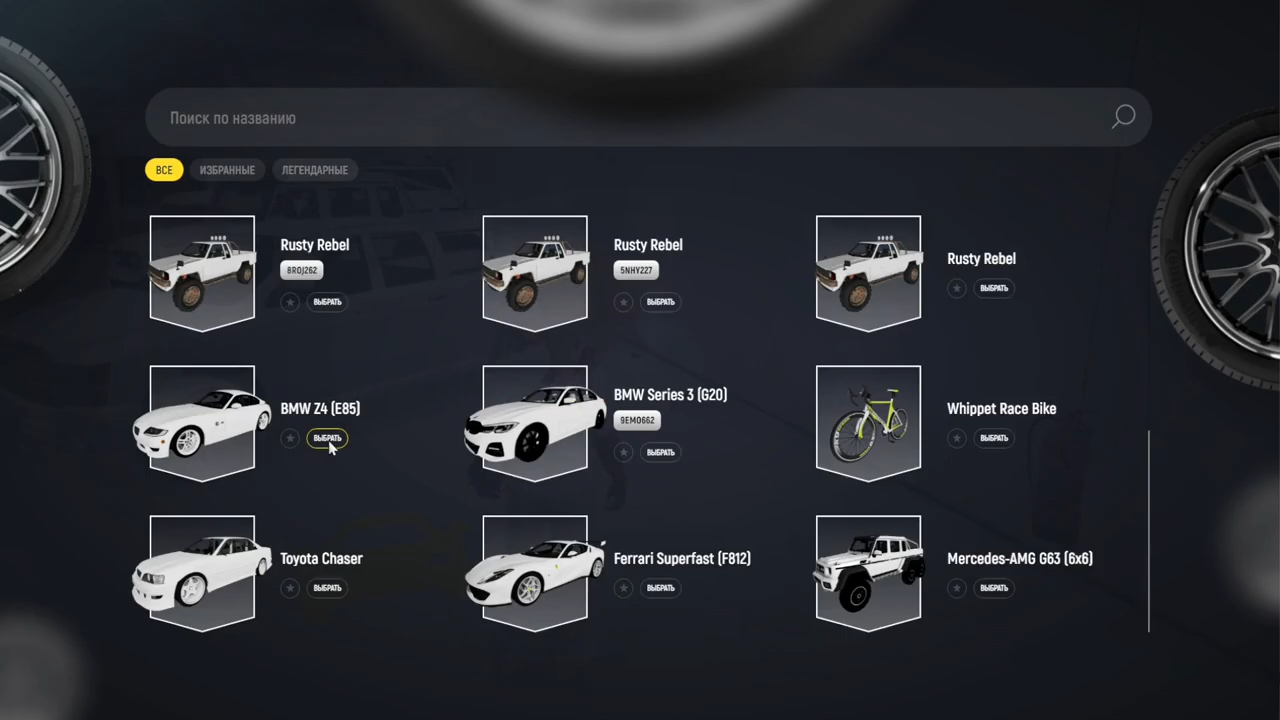 Поиск по названию
ВСЕ ИЗБРАННЫЕ ЛЕГЕНДАРНЫЕ
Rusty Rebel
8ROJ262
ВЫБРАТЬ
Rusty Rebel
5NHY227
ВЫБРАТЬ
Rusty Rebel
ВЫБРАТЬ
BMW Z4 (E85)
ВЫБРАТЬ
BMW Series 3 (G20)
9EMO662
ВЫБРАТЬ
Whippet Race Bike
ВЫБРАТЬ
Toyota Chaser
ВЫБРАТЬ
Ferrari Superfast (F812)
ВЫБРАТЬ
Mercedes-AMG G63 (6x6)
ВЫБРАТЬ